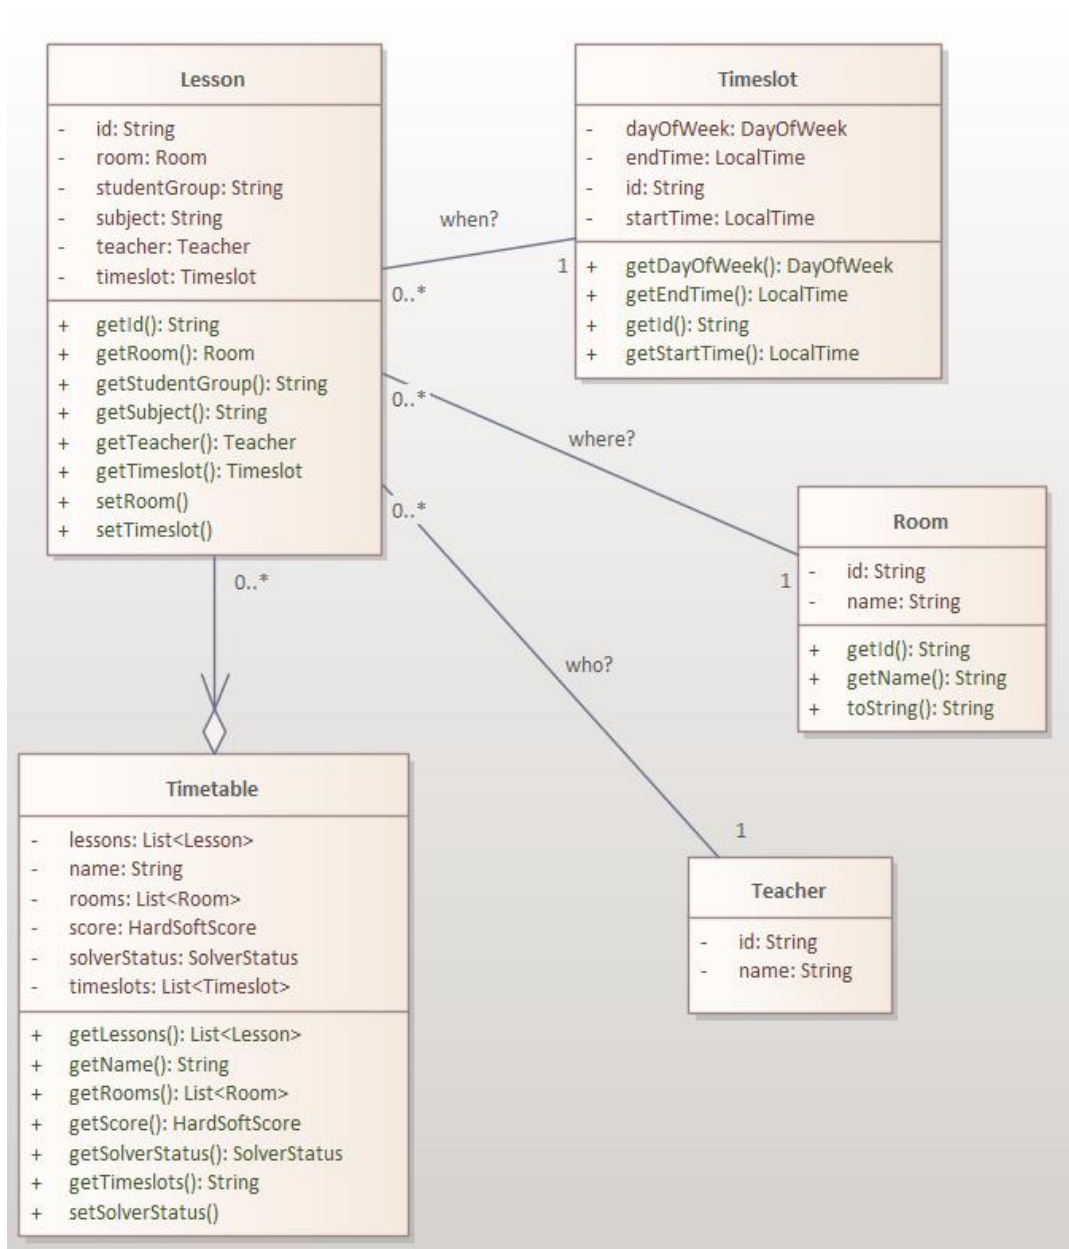 Lesson
- id: String
- room: Room
- studentGroup: String
- subject: String
- teacher: Teacher
- timeslot: Timeslot
+ getId(): String
+ getRoom(): Room
+ getStudentGroup(): String
+ getSubject(): String
+ getTeacher(): Teacher
+ getTimeslot(): Timeslot
+ setRoom()
+ setTimeslot()
when?
0..*
1
Timeslot
- dayOfWeek: DayOfWeek
- endTime: LocalTime
- id: String
- startTime: LocalTime
+ getDayOfWeek(): DayOfWeek
+ getEndTime(): LocalTime
+ getId(): String
+ getStartTime(): LocalTime
0..*
where?
1
Room
- id: String
- name: String
+ getId(): String
+ getName(): String
+ toString(): String
0..*
who?
1
Teacher
- id: String
- name: String
0..*
Timetable
- lessons: List<Lesson>
- name: String
- rooms: List<Room>
- score: HardSoftScore
- solverStatus: SolverStatus
- timeslots: List<Timeslot>
+ getLessons(): List<Lesson>
+ getName(): String
+ getRooms(): List<Room>
+ getScore(): HardSoftScore
+ getSolverStatus(): SolverStatus
+ getTimeslots(): String
+ setSolverStatus()